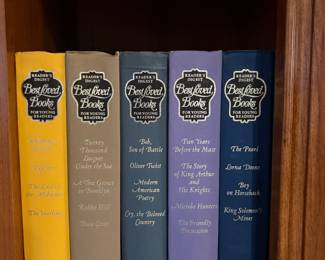 READER'S DIGEST
Best Loved
Books
FOR YOUNG
READERS
READER'S DIGEST
Best Loved
Books
FOR YOUNG
READERS
Twenty
Thousand
Leagues
Under the Sea
A Tree Grows
in Brooklyn
Rabbit Hill
READER'S DIGEST
Best Loved
Books
FOR YOUNG
READERS
Bob,
Son of Battle
Oliver Twist
Modern
American
Poetry
Cry, the Beloved
Country
READER'S DIGEST
Best Loved
Books
FOR YOUNG
READERS
Two Years
Before the Mast
The Story
of King Arthur
and His
Knights
Mosceto Hunters
The Friendly
Persuasion
READER'S DIGEST
Best Loved
Books
FOR YOUNG
READERS
The Pearl
Lorna Doone
Boy
on Horseback
King Solomon's
Mines